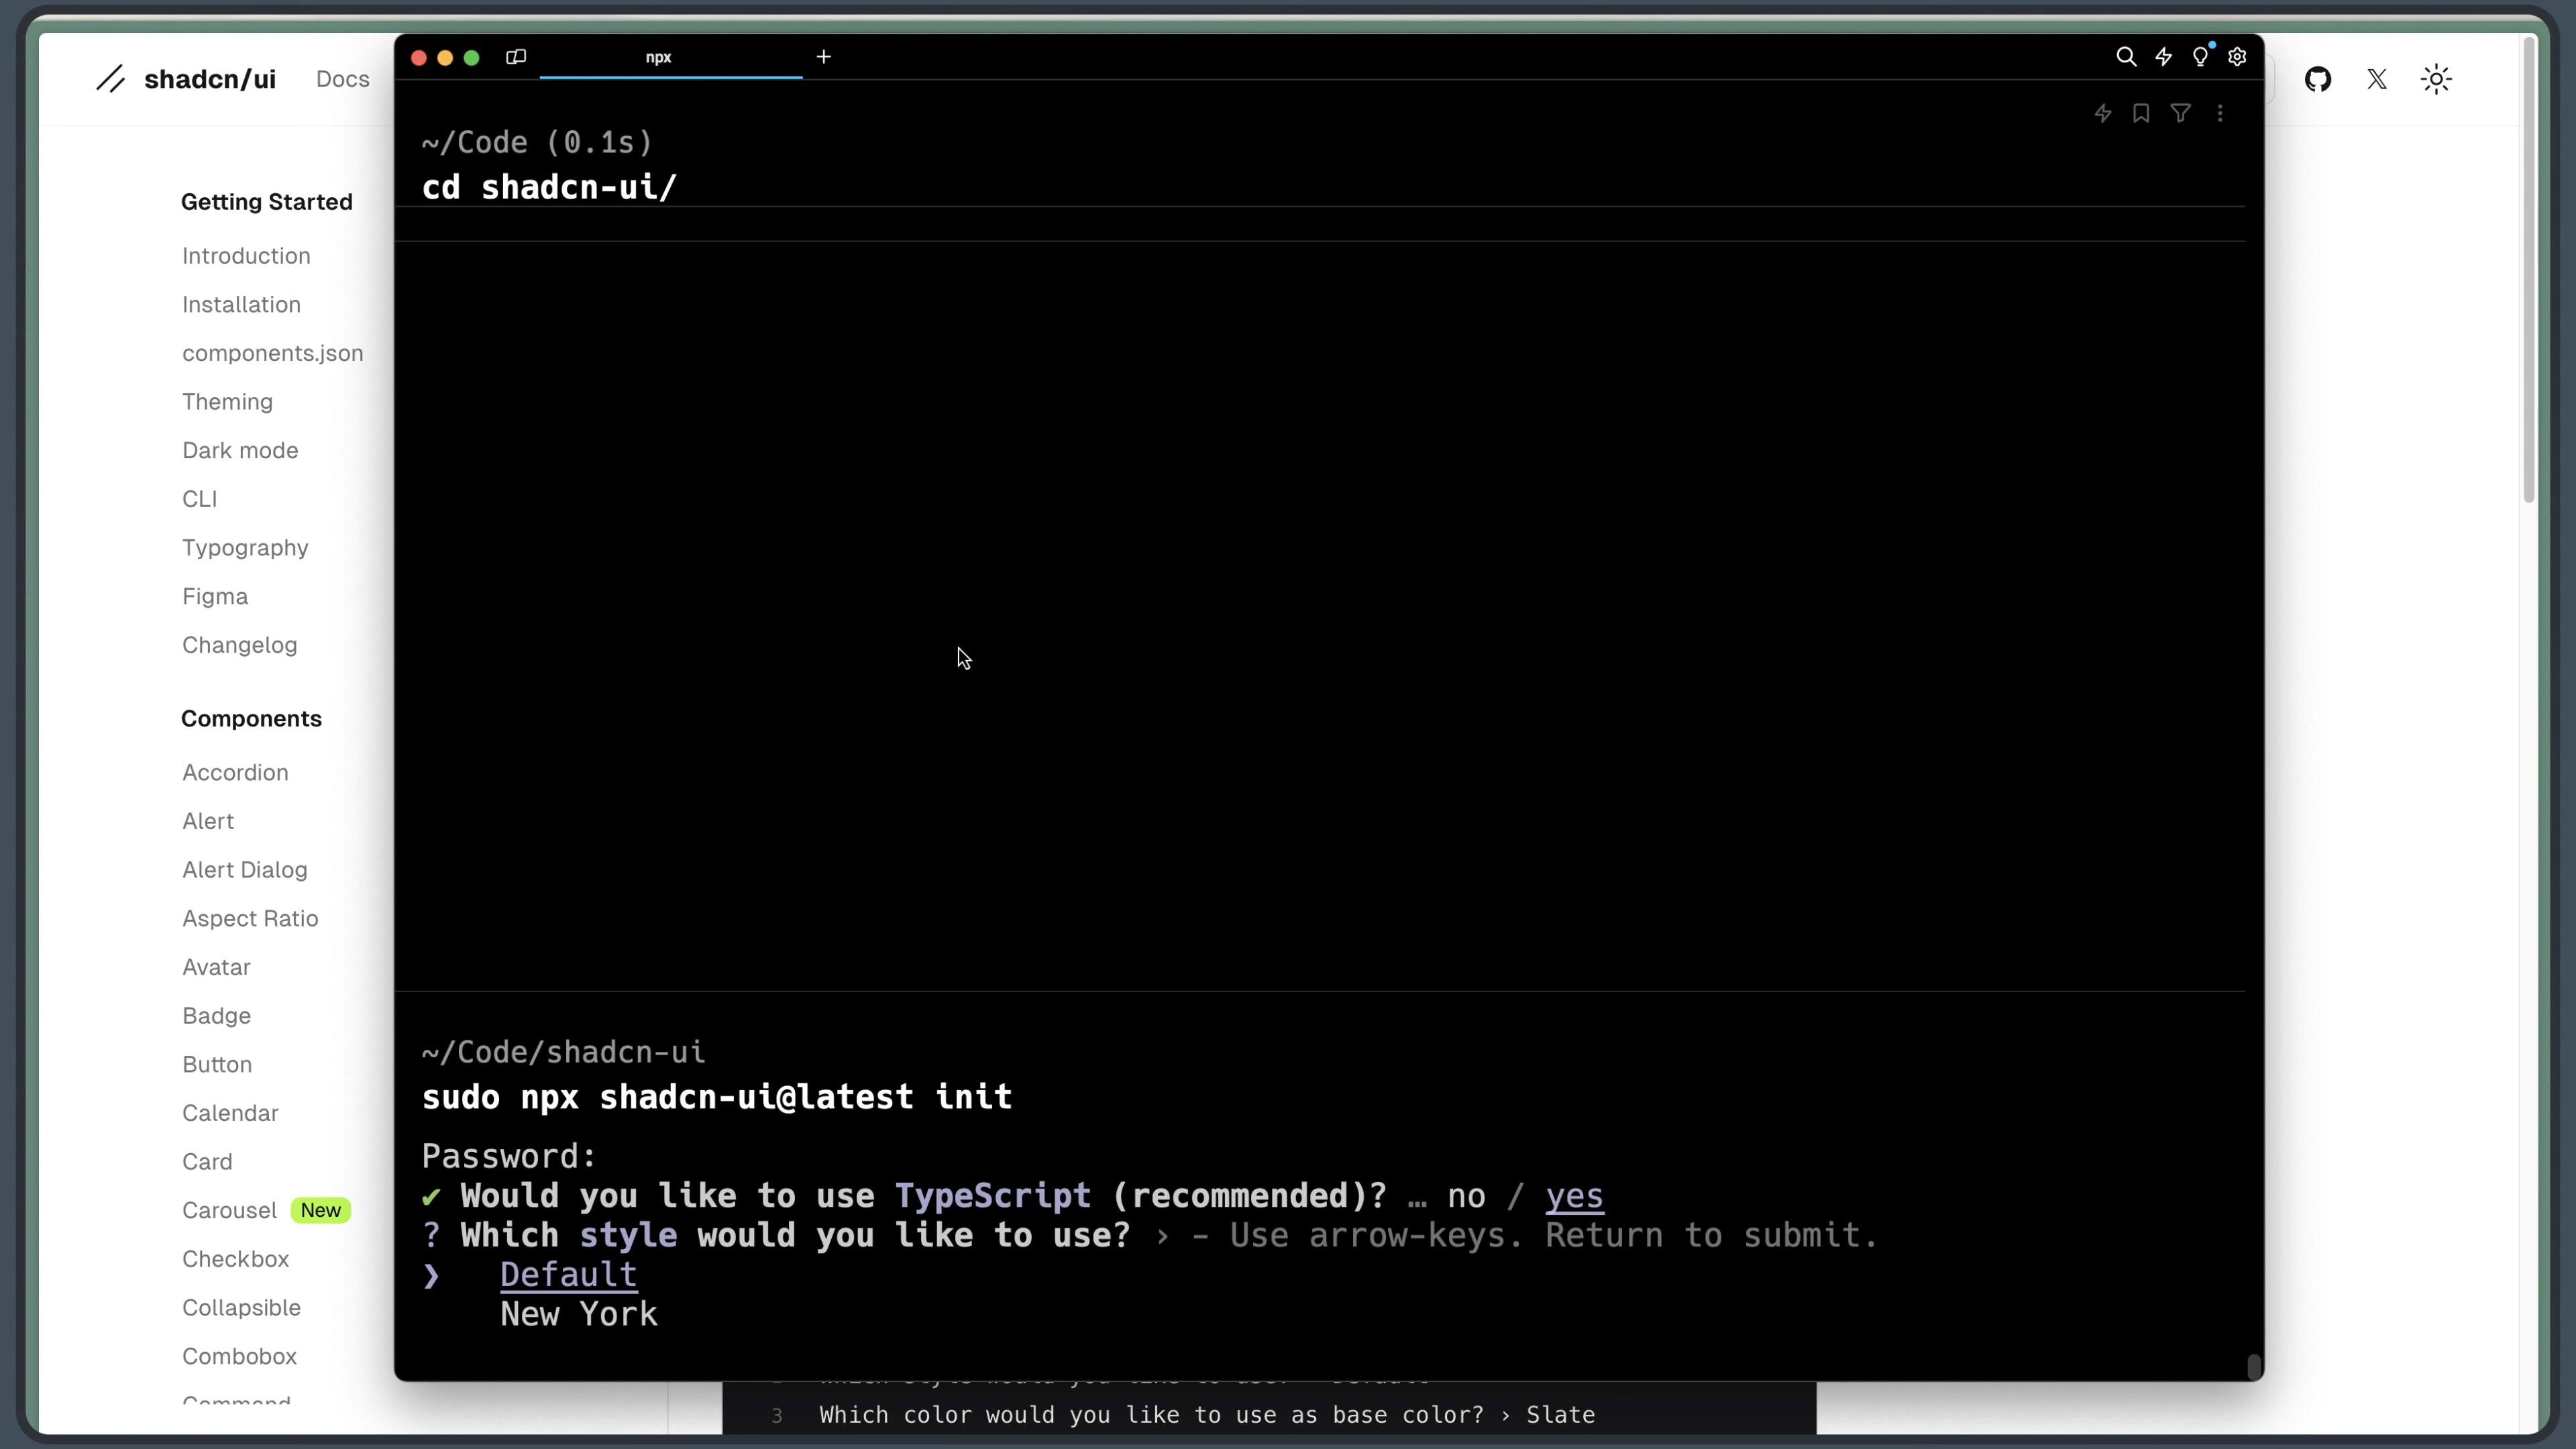 shadcn/ui
Docs
Getting Started
Introduction
Installation
components.json
Theming
Dark mode
CLI
Typography
Figma
Changelog
Components
Accordion
Alert
Alert Dialog
Aspect Ratio
Avatar
Badge
Button
Calendar
Card
Carousel New
Checkbox
Collapsible
Combobox
npx
~/Code (0.1s)
cd shadcn-ui/
~/Code/shadcn-ui
sudo npx shadcn-ui@latest init
Password:
✔ Would you like to use TypeScript (recommended)? … no / yes
? Which style would you like to use? › - Use arrow-keys. Return to submit.
❯ Default
New York
3 Which color would you like to use as base color? › Slate